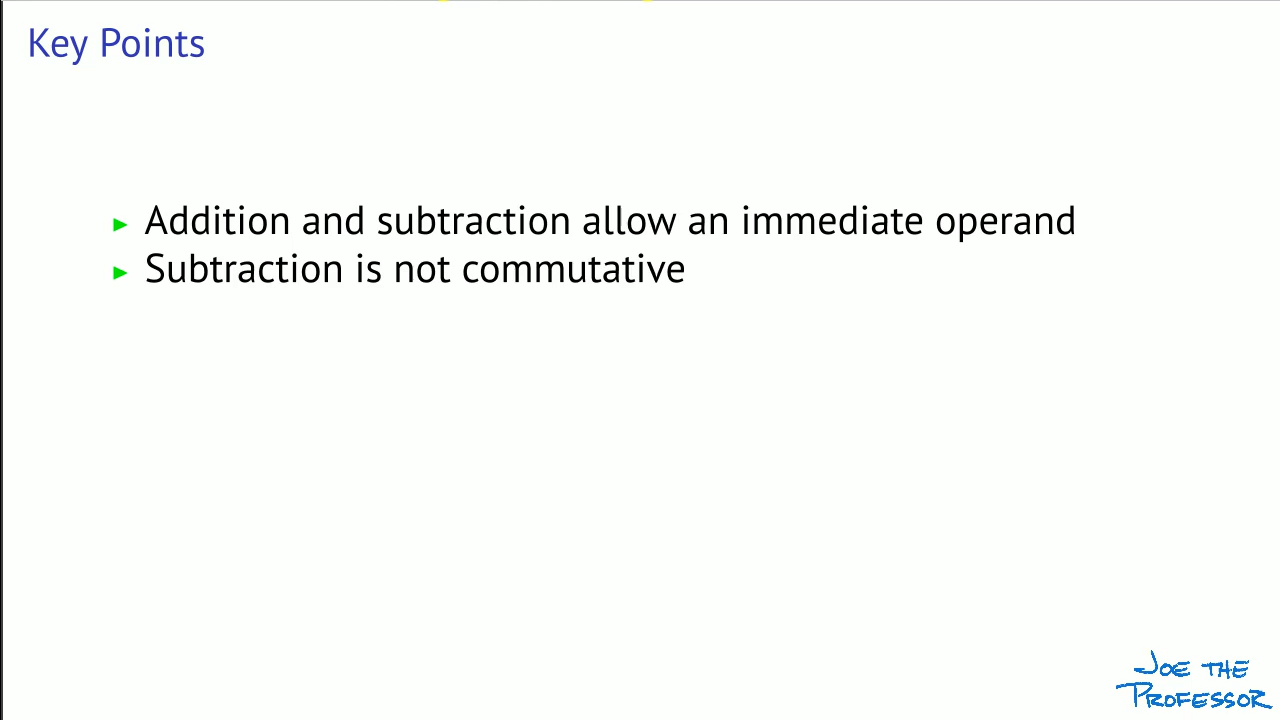 Key Points
Addition and subtraction allow an immediate operand
Subtraction is not commutative
JOE THE
PROFESSOR